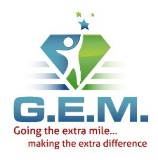 G.E.M.
Going the extra mile...
making the extra difference